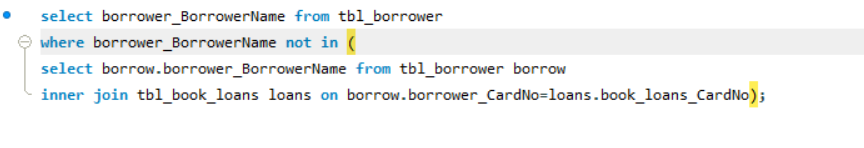 select borrower_BorrowerName from tbl_borrower
where borrower_BorrowerName not in (
select borrow.borrower_BorrowerName from tbl_borrower borrow
inner join tbl_book_loans loans on borrow.borrower_CardNo=loans.book_loans_CardNo);